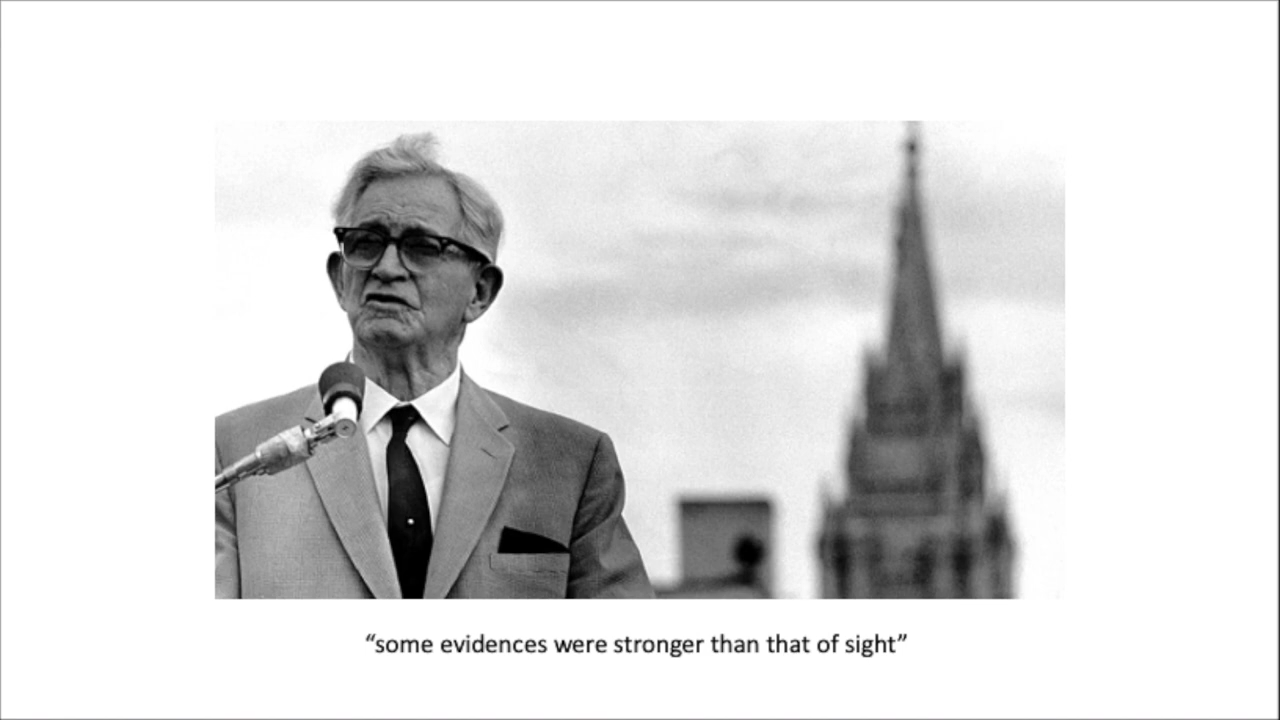 “some evidences were stronger than that of sight”